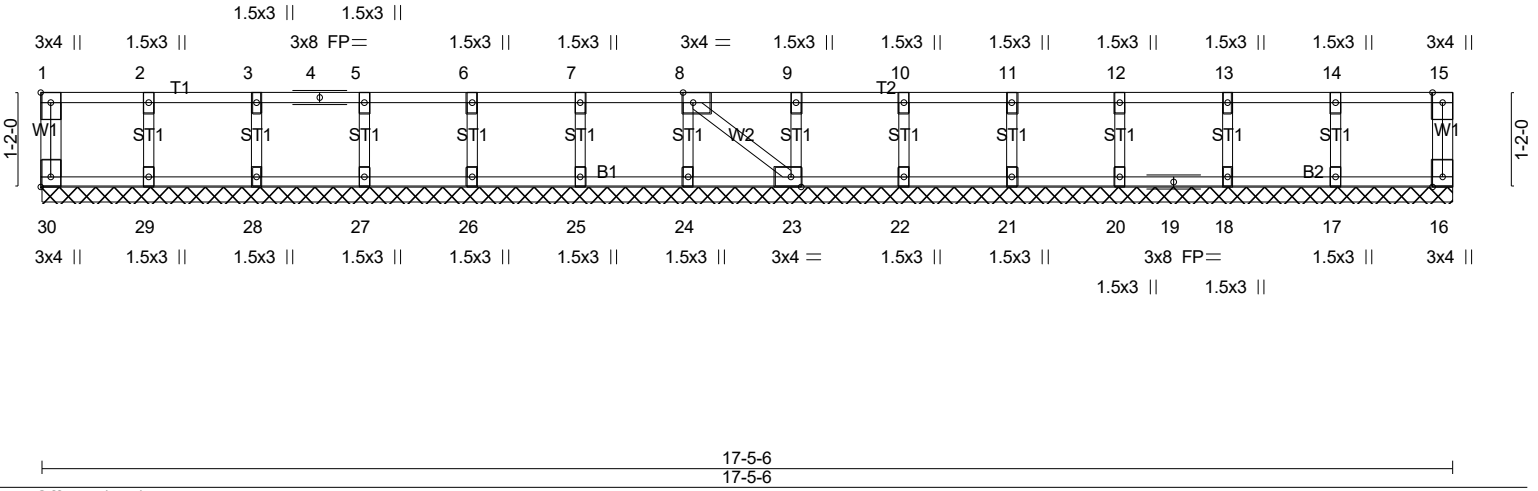 1.5x3 || 1.5x3 ||
3x4 || 1.5x3 || 3x8 FP= 1.5x3 || 1.5x3 || 3x4 = 1.5x3 || 1.5x3 || 1.5x3 || 1.5x3 || 1.5x3 || 1.5x3 || 3x4 ||
1 2 3 4 5 6 7 8 9 10 11 12 13 14 15
T1 T2
1-2-0 W1 ST1 ST1 ST1 ST1 ST1 ST1 W2 ST1 ST1 ST1 ST1 ST1 ST1 W1 1-2-0
B1 B2
30 29 28 27 26 25 24 23 22 21 20 19 18 17 16
3x4 || 1.5x3 || 1.5x3 || 1.5x3 || 1.5x3 || 1.5x3 || 1.5x3 || 3x4 = 1.5x3 || 1.5x3 || 3x8 FP= 1.5x3 || 3x4 ||
1.5x3 || 1.5x3 ||
17-5-6
17-5-6